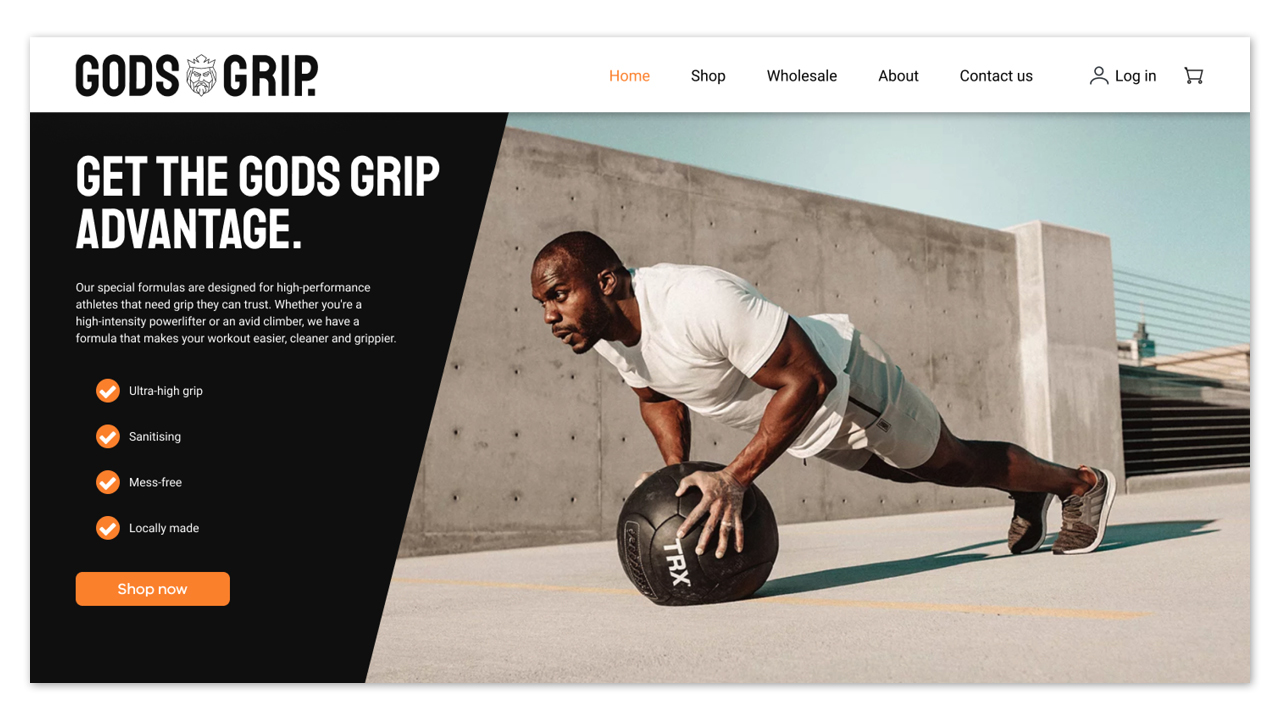 GODS GRIP.
Home
Shop
Wholesale
About
Contact us
Log in
GET THE GODS GRIP
ADVANTAGE.
Our special formulas are designed for high-performance
athletes that need grip they can trust. Whether you're a
high-intensity powerlifter or an avid climber, we have a
formula that makes your workout easier, cleaner and grippier.
Ultra-high grip
Sanitising
Mess-free
Locally made
Shop now
TRX